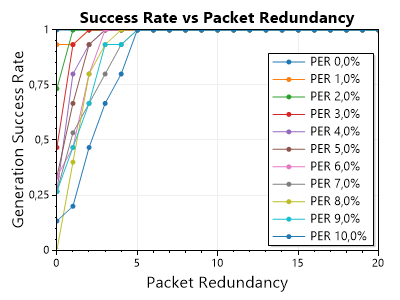 Success Rate vs Packet Redundancy
Generation Success Rate
1
0,75
0,5
0,25
0
0
5
10
15
20
Packet Redundancy
PER 0,0%
PER 1,0%
PER 2,0%
PER 3,0%
PER 4,0%
PER 5,0%
PER 6,0%
PER 7,0%
PER 8,0%
PER 9,0%
PER 10,0%